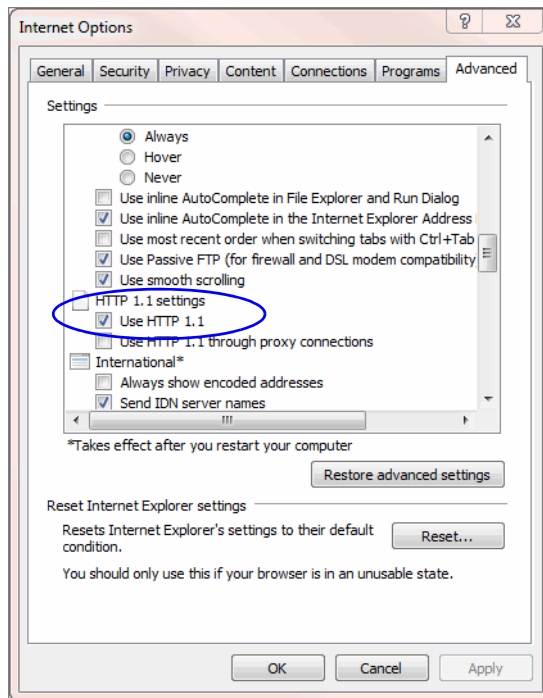 Internet Options
General Security Privacy Content Connections Programs Advanced
Settings
Always
Hover
Never
Use inline AutoComplete in File Explorer and Run Dialog
Use inline AutoComplete in the Internet Explorer Address
Use most recent order when switching tabs with Ctrl+Tab
Use Passive FTP (for firewall and DSL modem compatibility
Use smooth scrolling
HTTP 1.1 settings
Use HTTP 1.1
Use HTTP 1.1 through proxy connections
International*
Always show encoded addresses
Send IDN server names
*Takes effect after you restart your computer
Restore advanced settings
Reset Internet Explorer settings
Resets Internet Explorer's settings to their default
condition.
Reset...
You should only use this if your browser is in an unusable state.
OK Cancel Apply